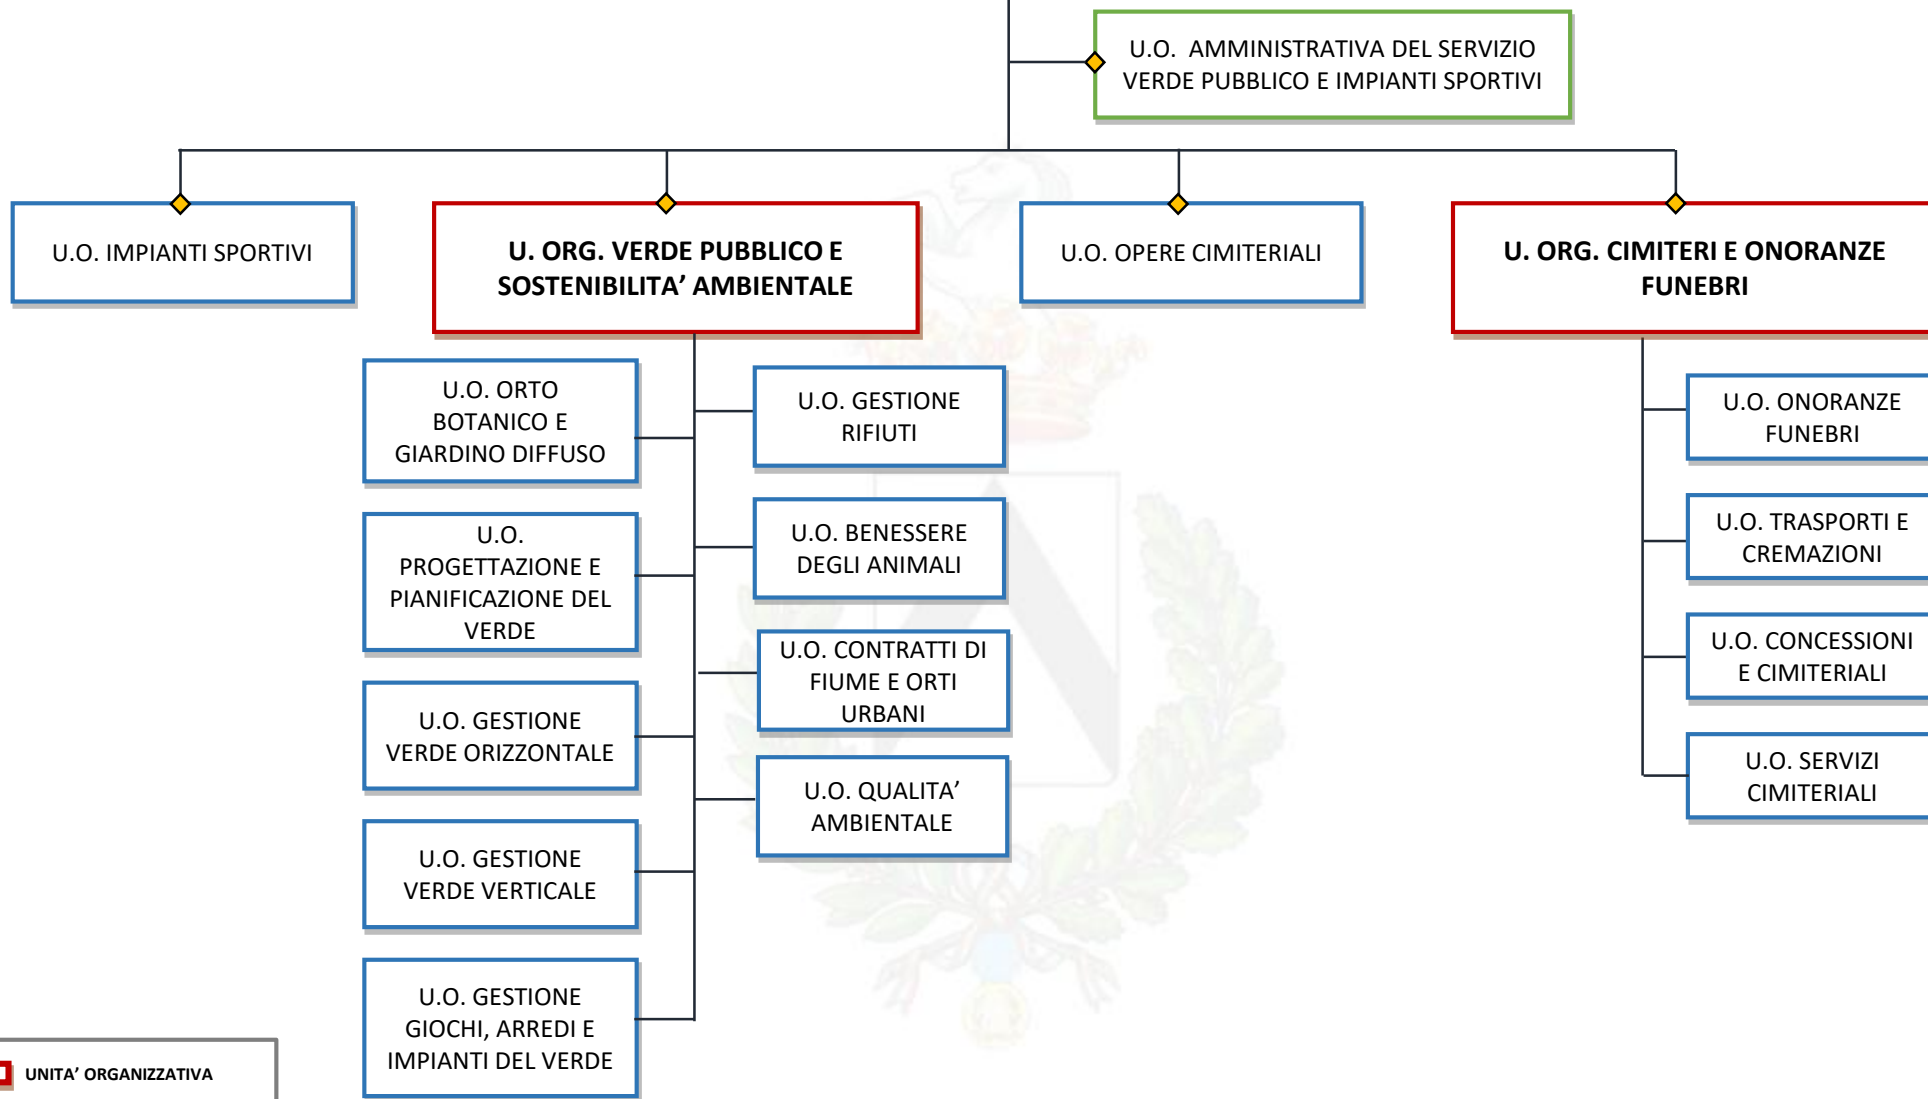 U.O. AMMINISTRATIVA DEL SERVIZIO
VERDE PUBBLICO E IMPIANTI SPORTIVI
U.O. IMPIANTI SPORTIVI
U. ORG. VERDE PUBBLICO E
SOSTENIBILITA’ AMBIENTALE
U.O. OPERE CIMITERIALI
U. ORG. CIMITERI E ONORANZE
FUNEBRI
U.O. ORTO
BOTANICO E
GIARDINO DIFFUSO
U.O.
PROGETTAZIONE E
PIANIFICAZIONE DEL
VERDE
U.O. GESTIONE
VERDE ORIZZONTALE
U.O. GESTIONE
VERDE VERTICALE
U.O. GESTIONE
GIOCHI, ARREDI E
IMPIANTI DEL VERDE
U.O. GESTIONE
RIFIUTI
U.O. BENESSERE
DEGLI ANIMALI
U.O. CONTRATTI DI
FIUME E ORTI
URBANI
U.O. QUALITA’
AMBIENTALE
U.O. ONORANZE
FUNEBRI
U.O. TRASPORTI E
CREMAZIONI
U.O. CONCESSIONI
E CIMITERIALI
U.O. SERVIZI
CIMITERIALI
UNITA’ ORGANIZZATIVA